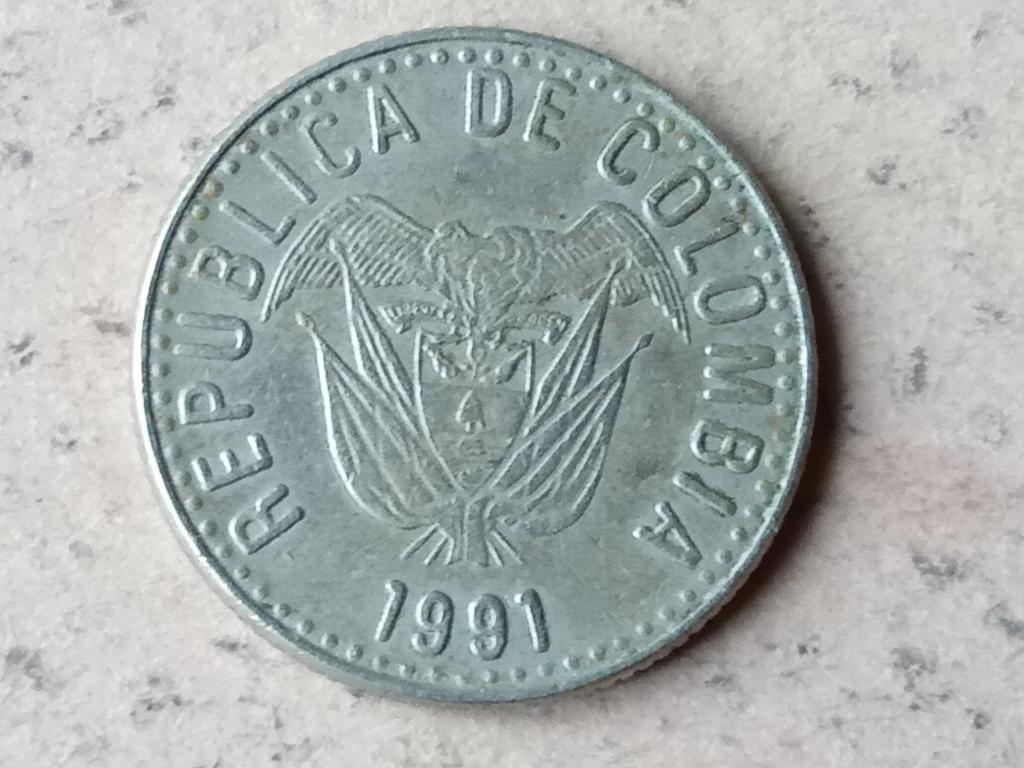 REPUBLICA DE COLOMBIA
1991